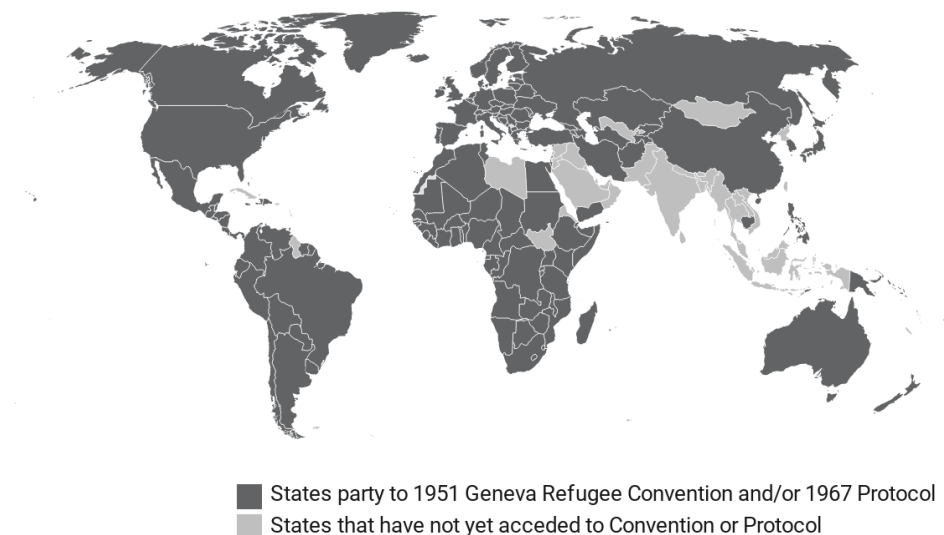 States party to 1951 Geneva Refugee Convention and/or 1967 Protocol
States that have not yet acceded to Convention or Protocol